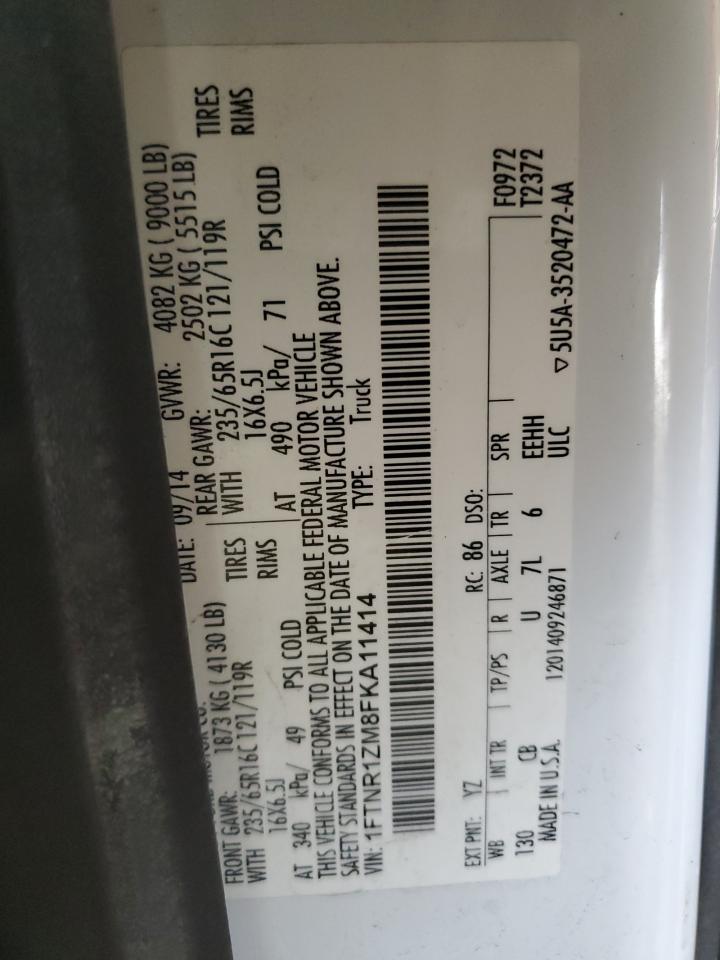 MOTOR CO.
DATE: 09/14 GVWR: 4082 KG ( 9000 LB)
FRONT GAWR: 1873 KG ( 4130 LB) REAR GAWR: 2502 KG ( 5515 LB)
WITH 235/65R16C 121/119R TIRES WITH 235/65R16C 121/119R TIRES
16X6.5J RIMS 16X6.5J RIMS
AT 340 kPa/ 49 PSI COLD AT 490 kPa/ 71 PSI COLD
THIS VEHICLE CONFORMS TO ALL APPLICABLE FEDERAL MOTOR VEHICLE
SAFETY STANDARDS IN EFFECT ON THE DATE OF MANUFACTURE SHOWN ABOVE.
VIN: 1FTNR1ZM8FKA11414 TYPE: Truck
EXT PNT: YZ RC: 86 DSO:
WB INT TR TP/PS R AXLE TR SPR F0972
130 CB U 7L 6 EEHH T2372
MADE IN U.S.A. 1201409246871 ULC ▽ 5U5A-3520472-AA